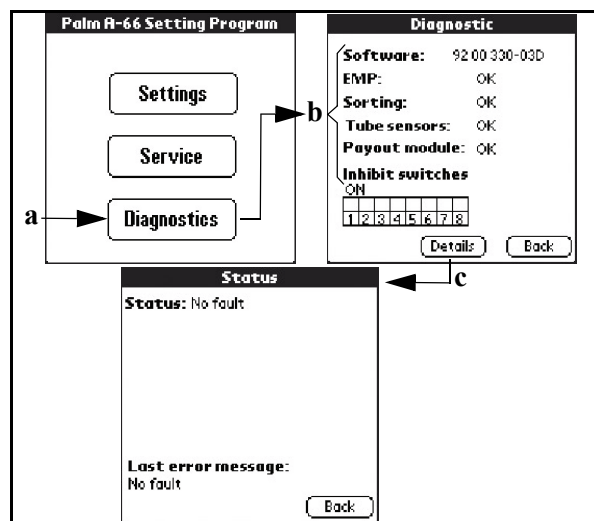 Palm A-66 Setting Program
Settings
Service
a
Diagnostics
Diagnostic
b
Software: 92 00 330-03D
EMP: OK
Sorting: OK
Tube sensors: OK
Payout module: OK
Inhibit switches
ON
1 2 3 4 5 6 7 8
Details Back
c
Status
Status: No fault
Last error message:
No fault
Back